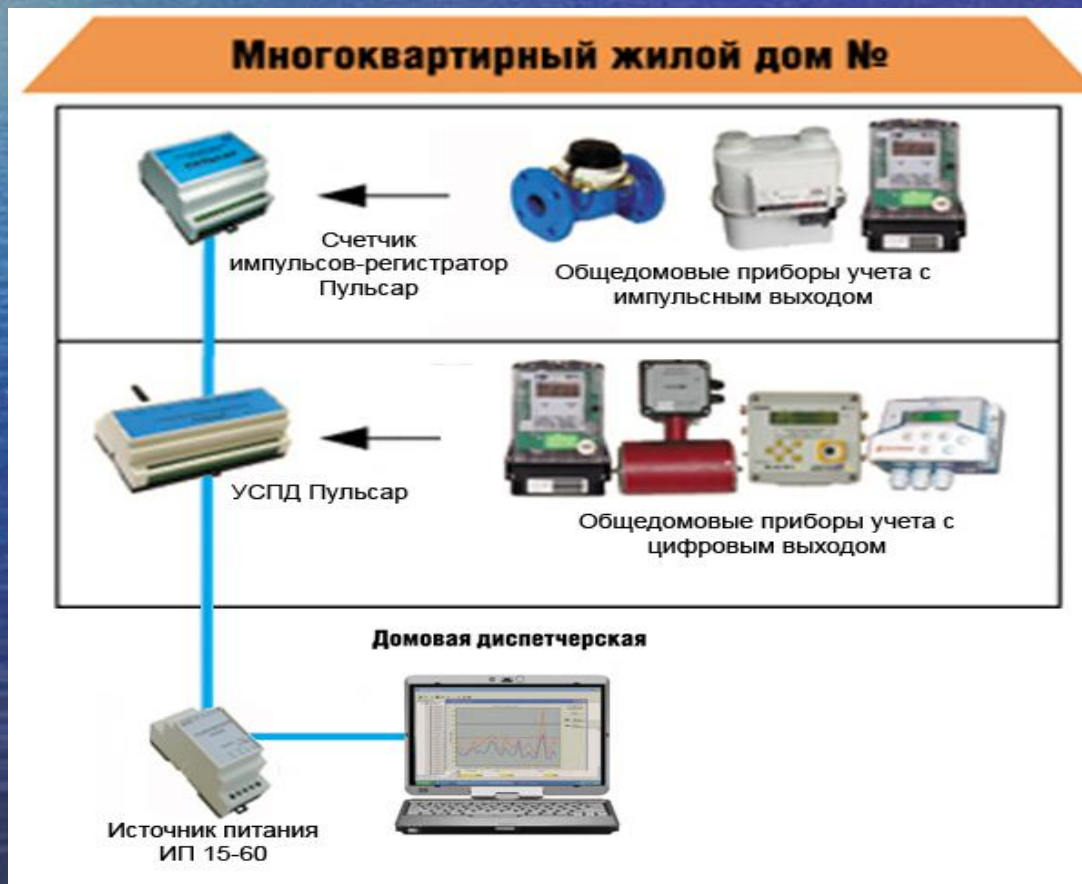 Многоквартирный жилой дом №
ПУЛЬСАР
Счетчик
импульсов-регистратор
Пульсар
Общедомовые приборы учета с
импульсным выходом
УСПД Пульсар
Общедомовые приборы учета с
цифровым выходом
Домовая диспетчерская
Источник питания
ИП 15-60